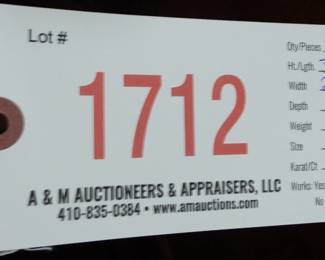 Lot #
1712
A & M AUCTIONEERS & APPRAISERS, LLC
410-835-0384 • www.amauctions.com
Qty/Pieces
Ht./Lgth.
Width
Depth
Weight
Size
Karat/Ct
Works: Yes
No